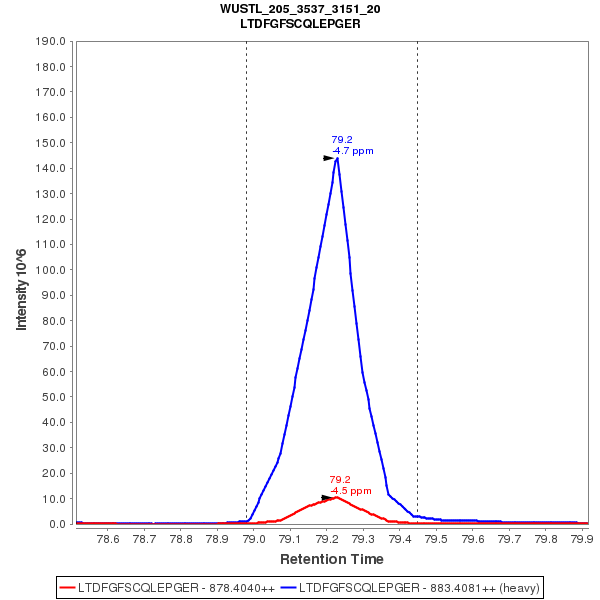 WUSTL_205_3537_3151_20
LTDFGFSCQLEPGER
Intensity 10^6
190.0
180.0
170.0
160.0
150.0
140.0
130.0
120.0
110.0
100.0
90.0
80.0
70.0
60.0
50.0
40.0
30.0
20.0
10.0
0.0
79.2
-4.7 ppm
79.2
-4.5 ppm
78.6 78.7 78.8 78.9 79.0 79.1 79.2 79.3 79.4 79.5 79.6 79.7 79.8 79.9
Retention Time
LTDFGFSCQLEPGER - 878.4040++ LTDFGFSCQLEPGER - 883.4081++ (heavy)